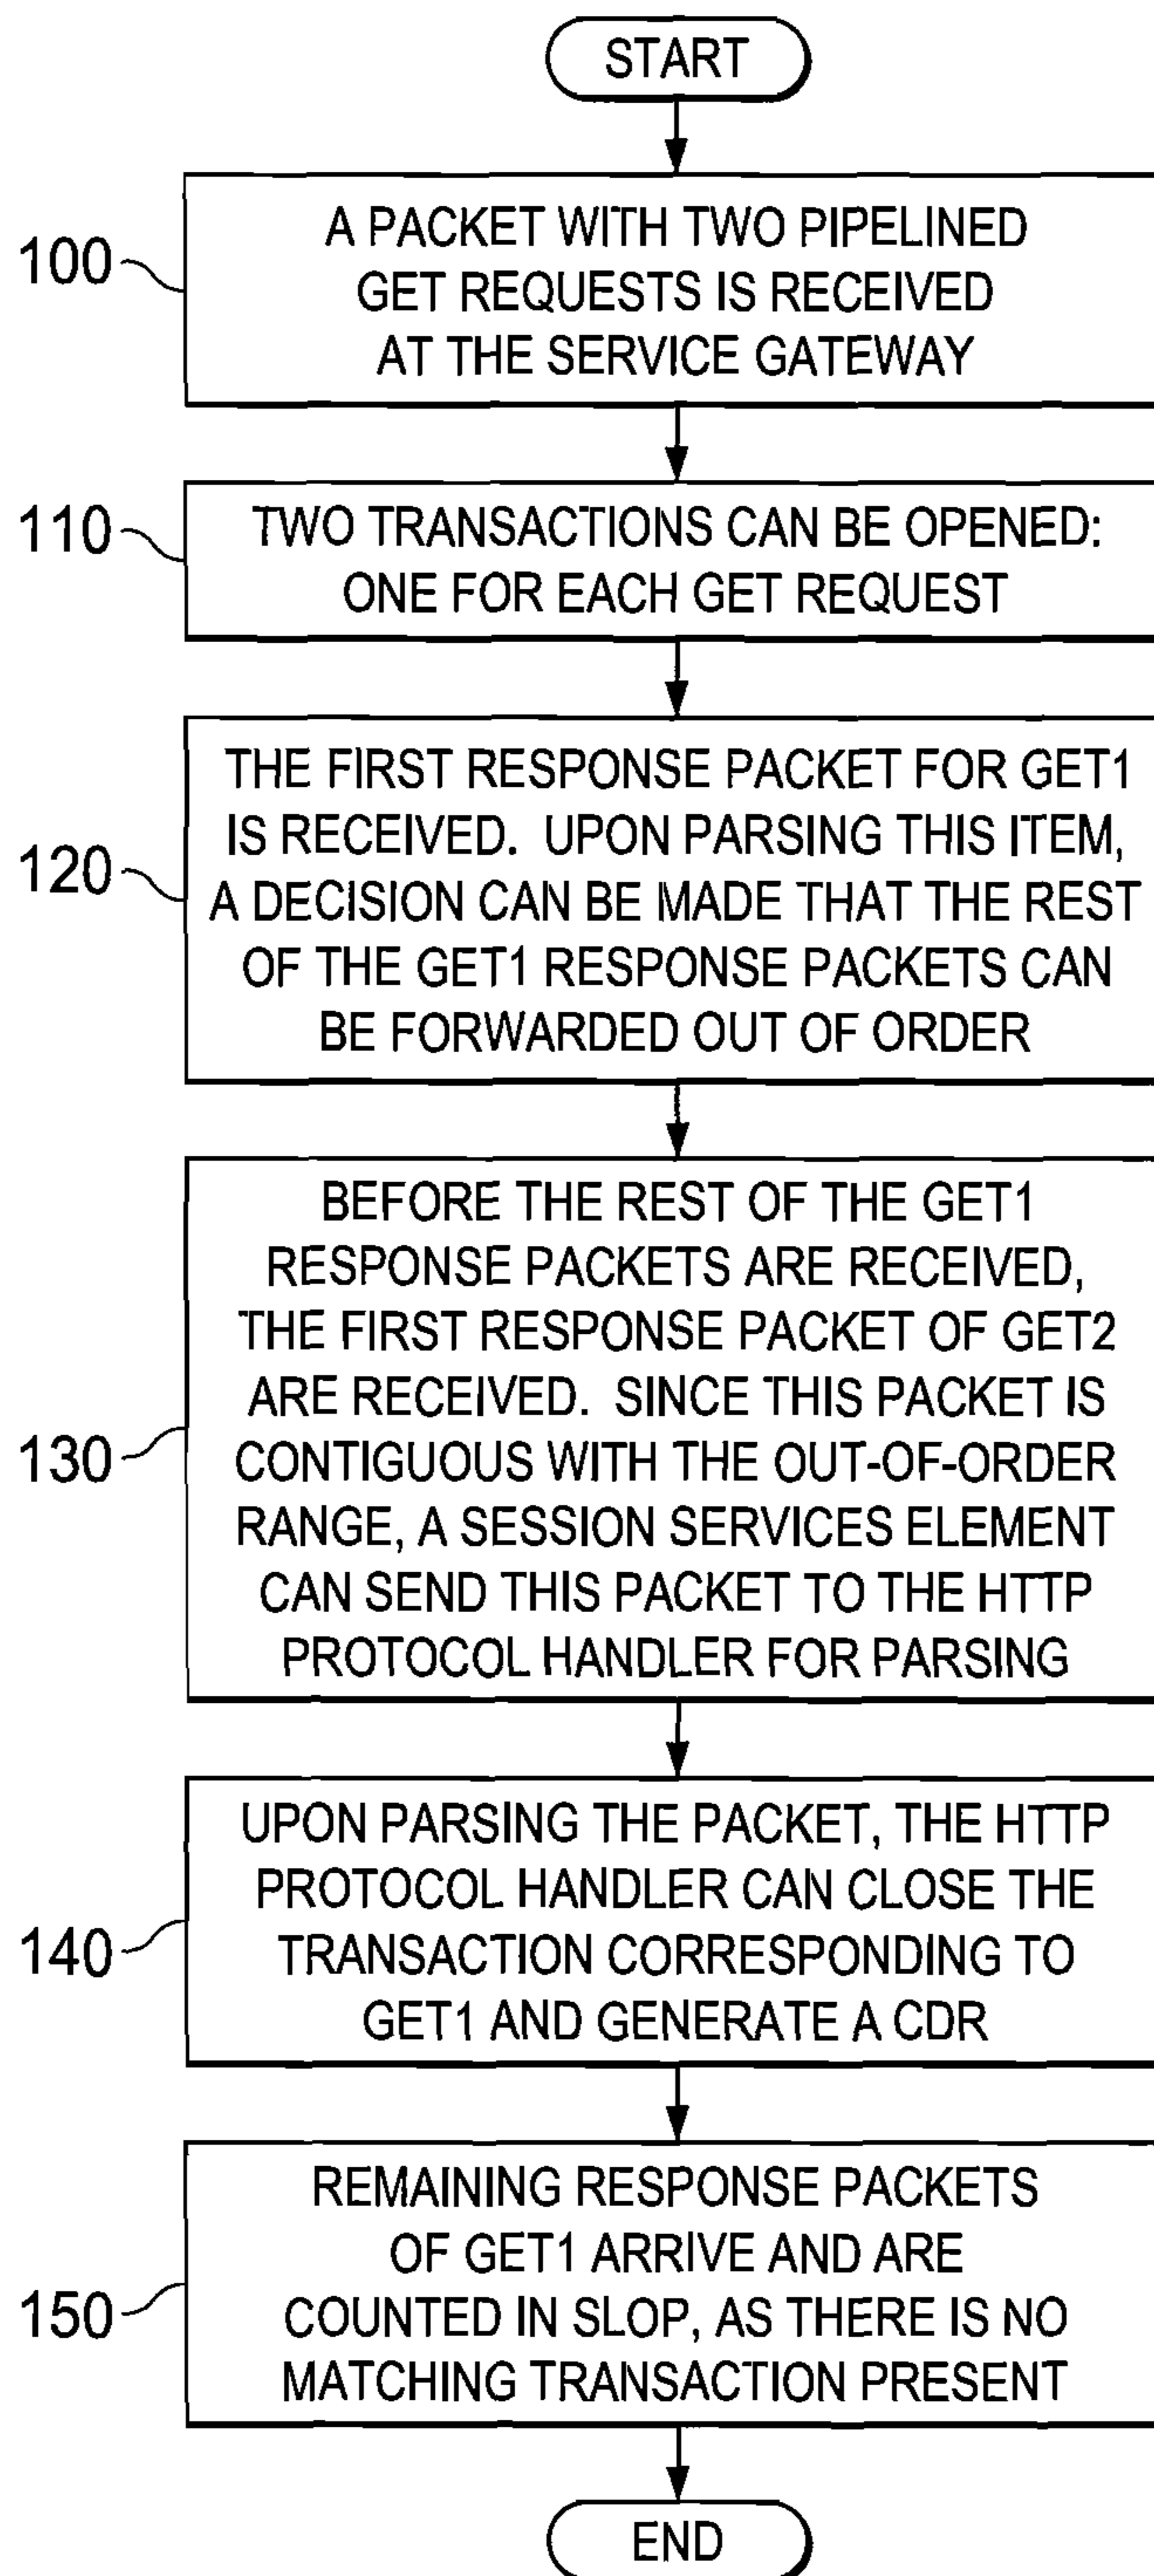 START
100
A PACKET WITH TWO PIPELINED
GET REQUESTS IS RECEIVED
AT THE SERVICE GATEWAY
110
TWO TRANSACTIONS CAN BE OPENED:
ONE FOR EACH GET REQUEST
120
THE FIRST RESPONSE PACKET FOR GET1
IS RECEIVED. UPON PARSING THIS ITEM,
A DECISION CAN BE MADE THAT THE REST
OF THE GET1 RESPONSE PACKETS CAN
BE FORWARDED OUT OF ORDER
130
BEFORE THE REST OF THE GET1
RESPONSE PACKETS ARE RECEIVED,
THE FIRST RESPONSE PACKET OF GET2
ARE RECEIVED. SINCE THIS PACKET IS
CONTIGUOUS WITH THE OUT-OF-ORDER
RANGE, A SESSION SERVICES ELEMENT
CAN SEND THIS PACKET TO THE HTTP
PROTOCOL HANDLER FOR PARSING
140
UPON PARSING THE PACKET, THE HTTP
PROTOCOL HANDLER CAN CLOSE THE
TRANSACTION CORRESPONDING TO
GET1 AND GENERATE A CDR
150
REMAINING RESPONSE PACKETS
OF GET1 ARRIVE AND ARE
COUNTED IN SLOP, AS THERE IS NO
MATCHING TRANSACTION PRESENT
END